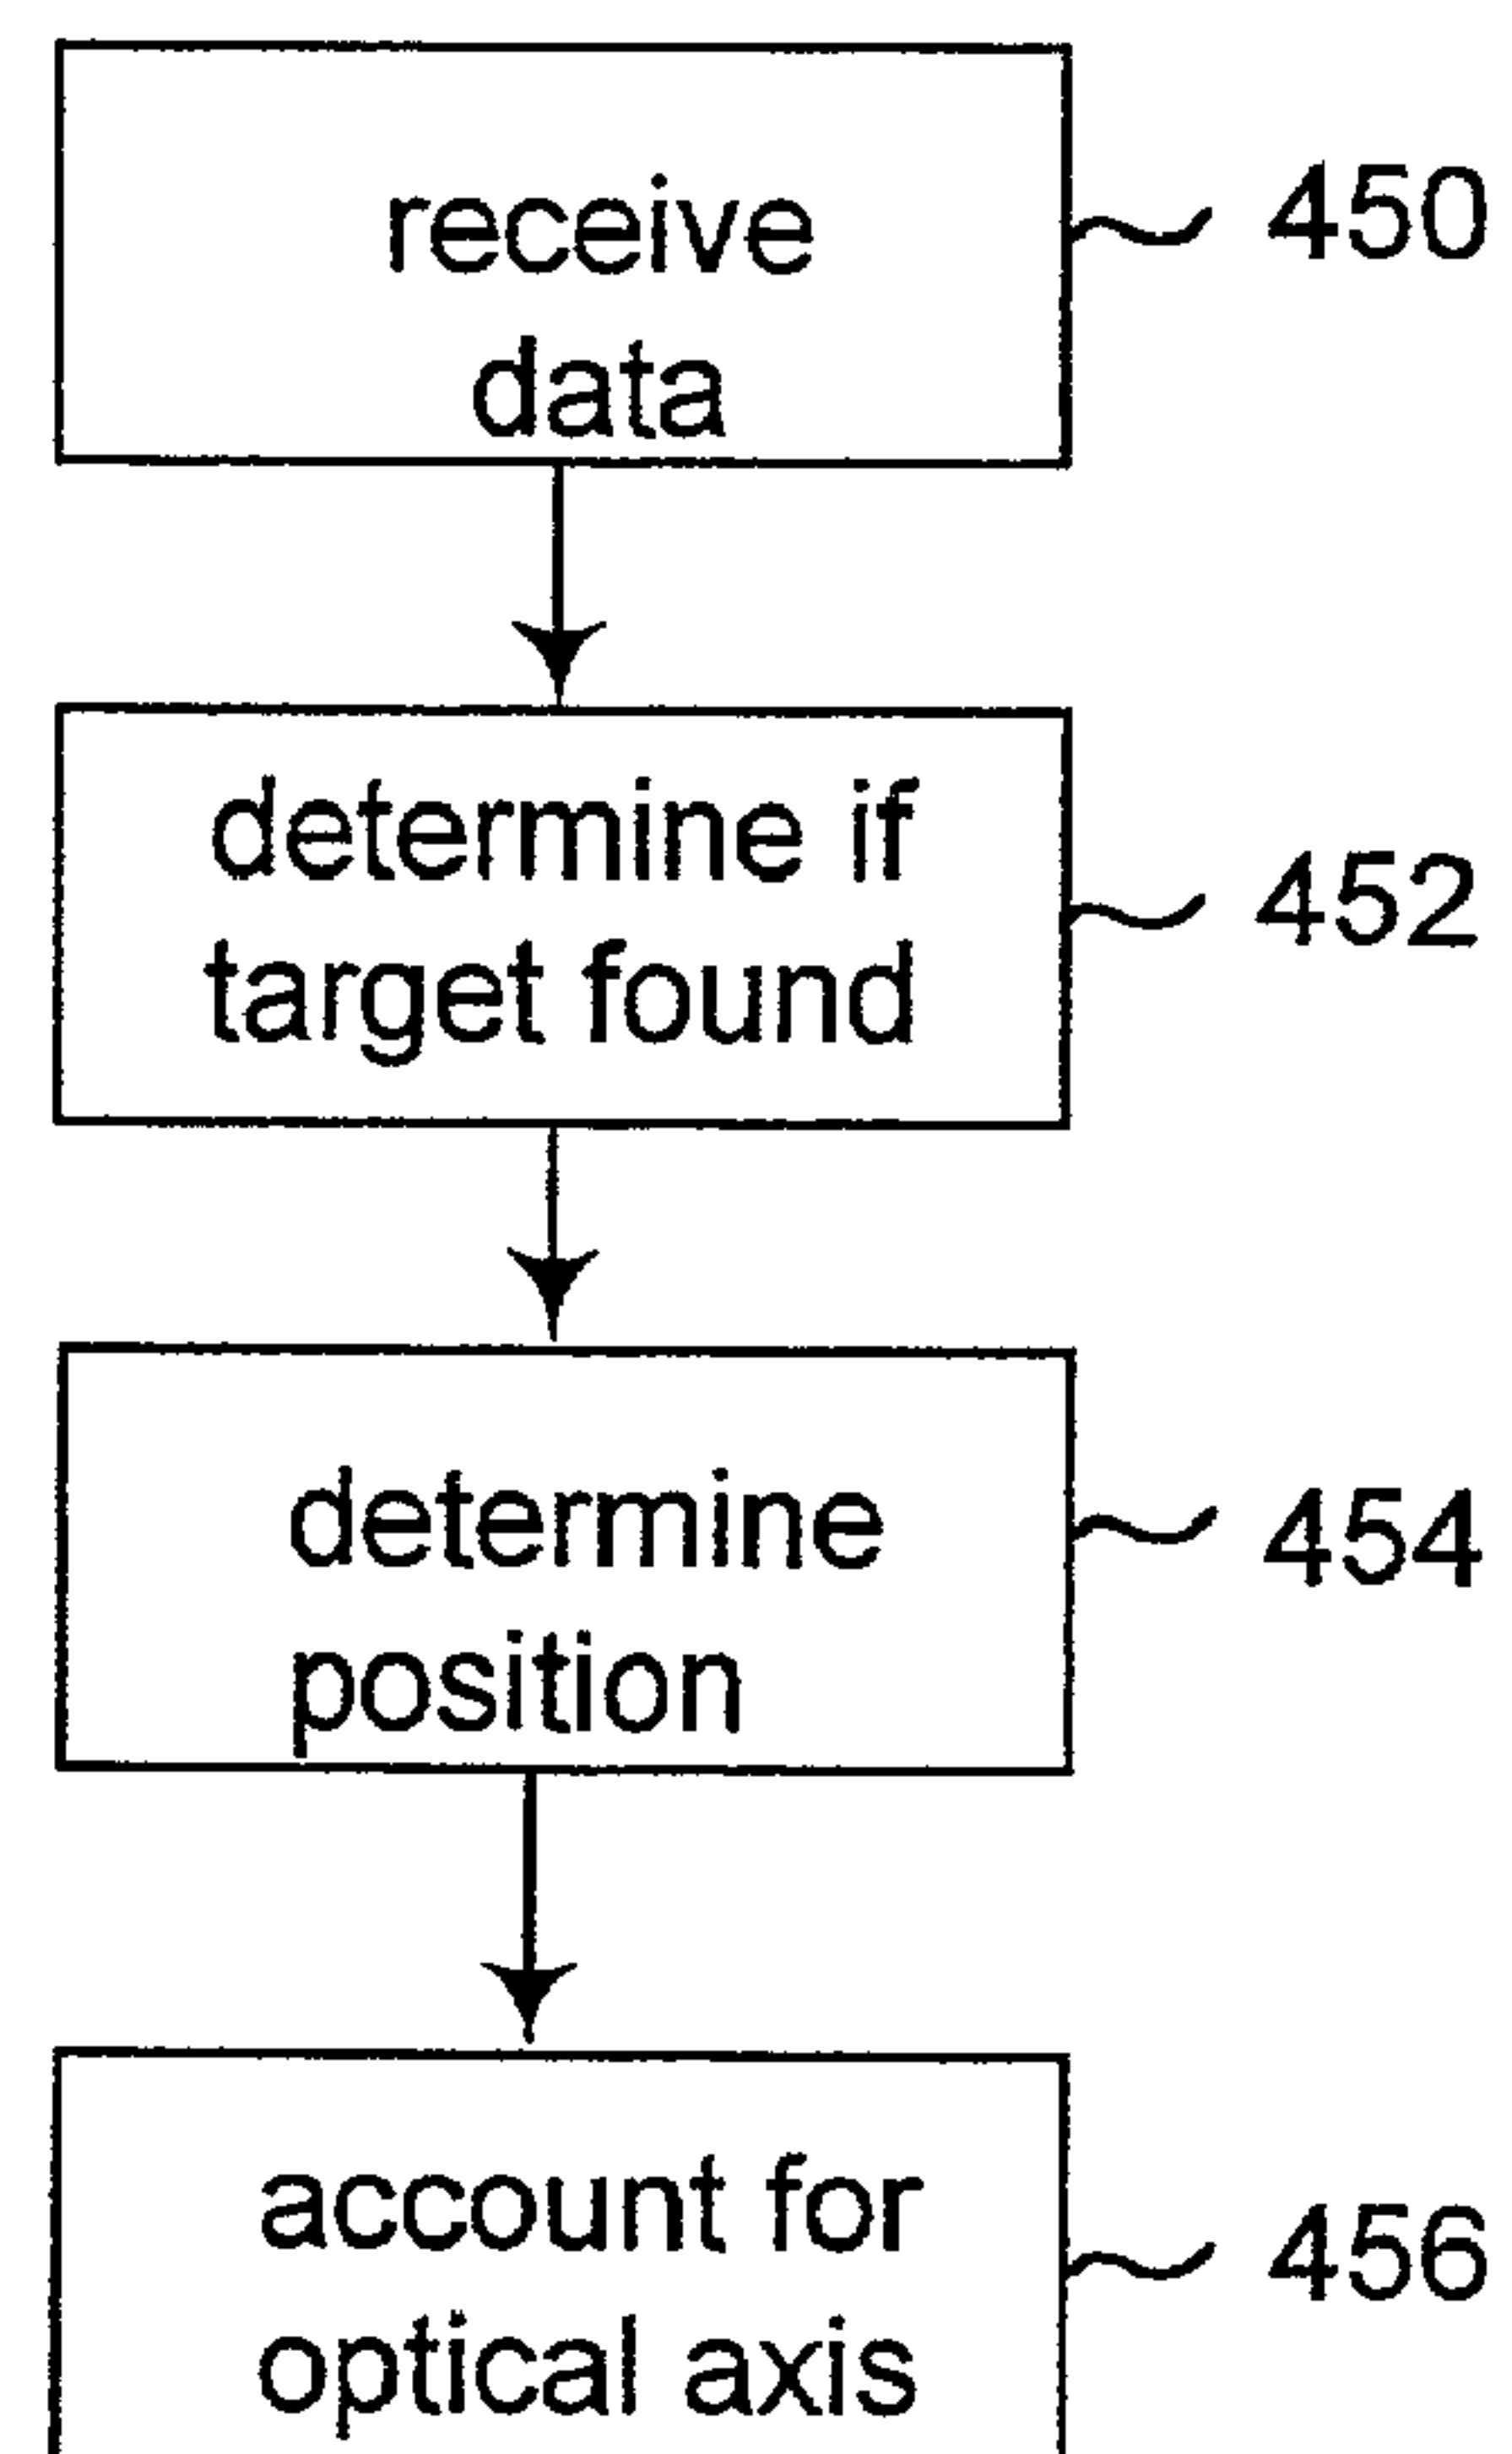 receive
data
450
determine if
target found
452
determine
position
454
account for
optical axis
456